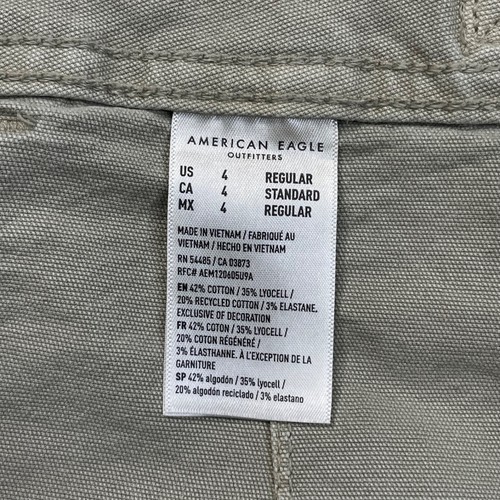 AMERICAN EAGLE
OUTFITTERS
US 4 REGULAR
CA 4 STANDARD
MX 4 REGULAR
MADE IN VIETNAM / FABRIQUÉ AU
VIETNAM / HECHO EN VIETNAM
RN 54485 / CA 03873
RFC# AEM120605U9A
EN 42% COTTON / 35% LYOCELL /
20% RECYCLED COTTON / 3% ELASTANE.
EXCLUSIVE OF DECORATION
FR 42% COTON / 35% LYOCELL /
20% COTON RÉGÉNÉRÉ /
3% ÉLASTHANNE. À L'EXCEPTION DE LA
GARNITURE
SP 42% algodón / 35% lyocell /
20% algodón reciclado / 3% elastano